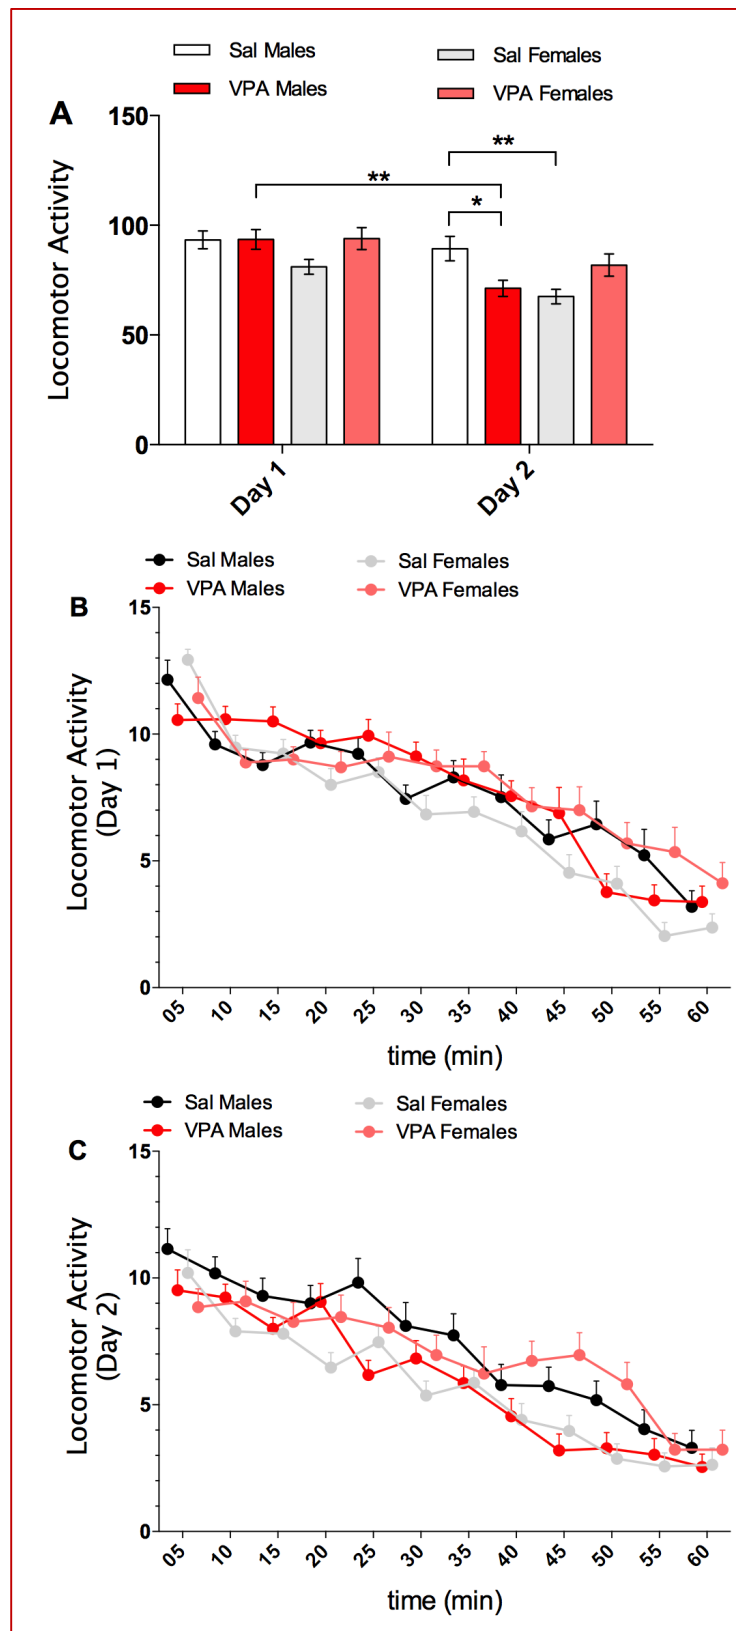 Sal Males
Sal Females
VPA Males
VPA Females
A
Locomotor Activity
150
100
50
0
**
**
*
Day 1
Day 2
Sal Males
Sal Females
VPA Males
VPA Females
B
Locomotor Activity
(Day 1)
15
10
5
0
05 10 15 20 25 30 35 40 45 50 55 60
time (min)
Sal Males
Sal Females
VPA Males
VPA Females
C
Locomotor Activity
(Day 2)
15
10
5
0
05 10 15 20 25 30 35 40 45 50 55 60
time (min)